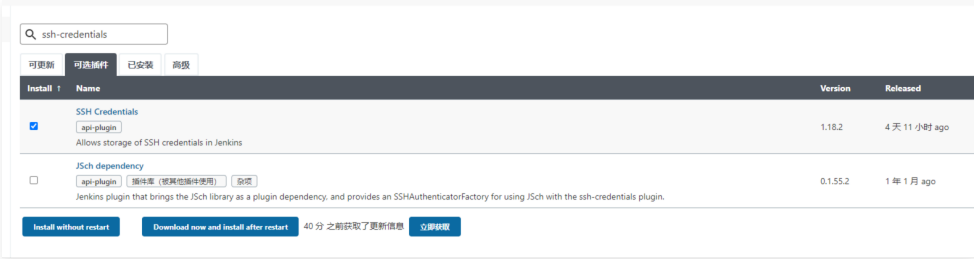 ssh-credentials
可更新 可选插件 已安装 高级
Install ↑ Name Version Released
SSH Credentials
api-plugin
1.18.2 4 天 11 小时 ago
Allows storage of SSH credentials in Jenkins
JSch dependency
api-plugin 插件库（被其他插件使用） 杂项
0.1.55.2 1 年 1 月 ago
Jenkins plugin that brings the JSch library as a plugin dependency, and provides an SSHAuthenticatorFactory for using JSch with the ssh-credentials plugin.
Install without restart Download now and install after restart 40 分 之前获取了更新信息 立即获取